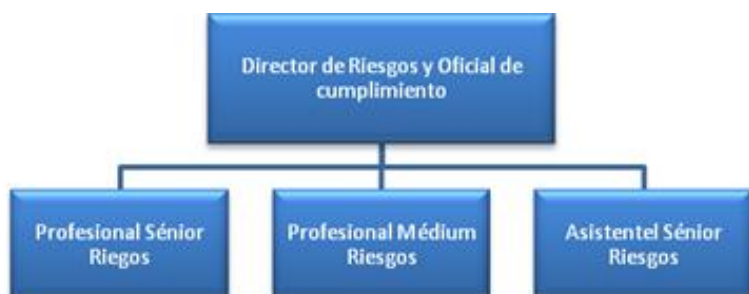 Director de Riesgos y Oficial de
cumplimiento
Profesional Sénior
Riegos
Profesional Médium
Riesgos
Asistentel Sénior
Riesgos